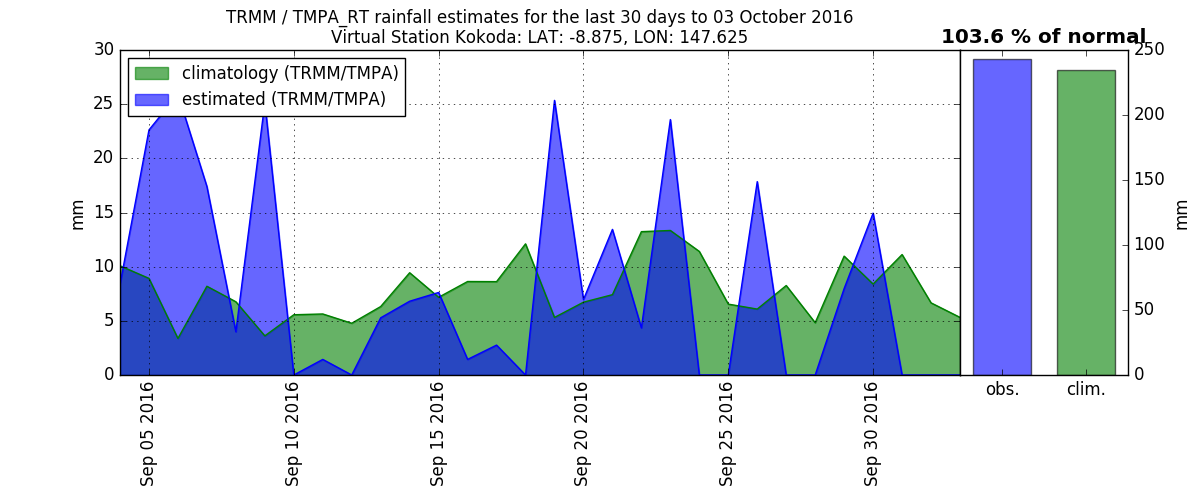 TRMM / TMPA_RT rainfall estimates for the last 30 days to 03 October 2016
Virtual Station Kokoda: LAT: -8.875, LON: 147.625
103.6 % of normal
climatology (TRMM/TMPA)
estimated (TRMM/TMPA)
30
25
20
15
10
5
0
mm
Sep 05 2016
Sep 10 2016
Sep 15 2016
Sep 20 2016
Sep 25 2016
Sep 30 2016
250
200
150
100
50
0
mm
obs.
clim.